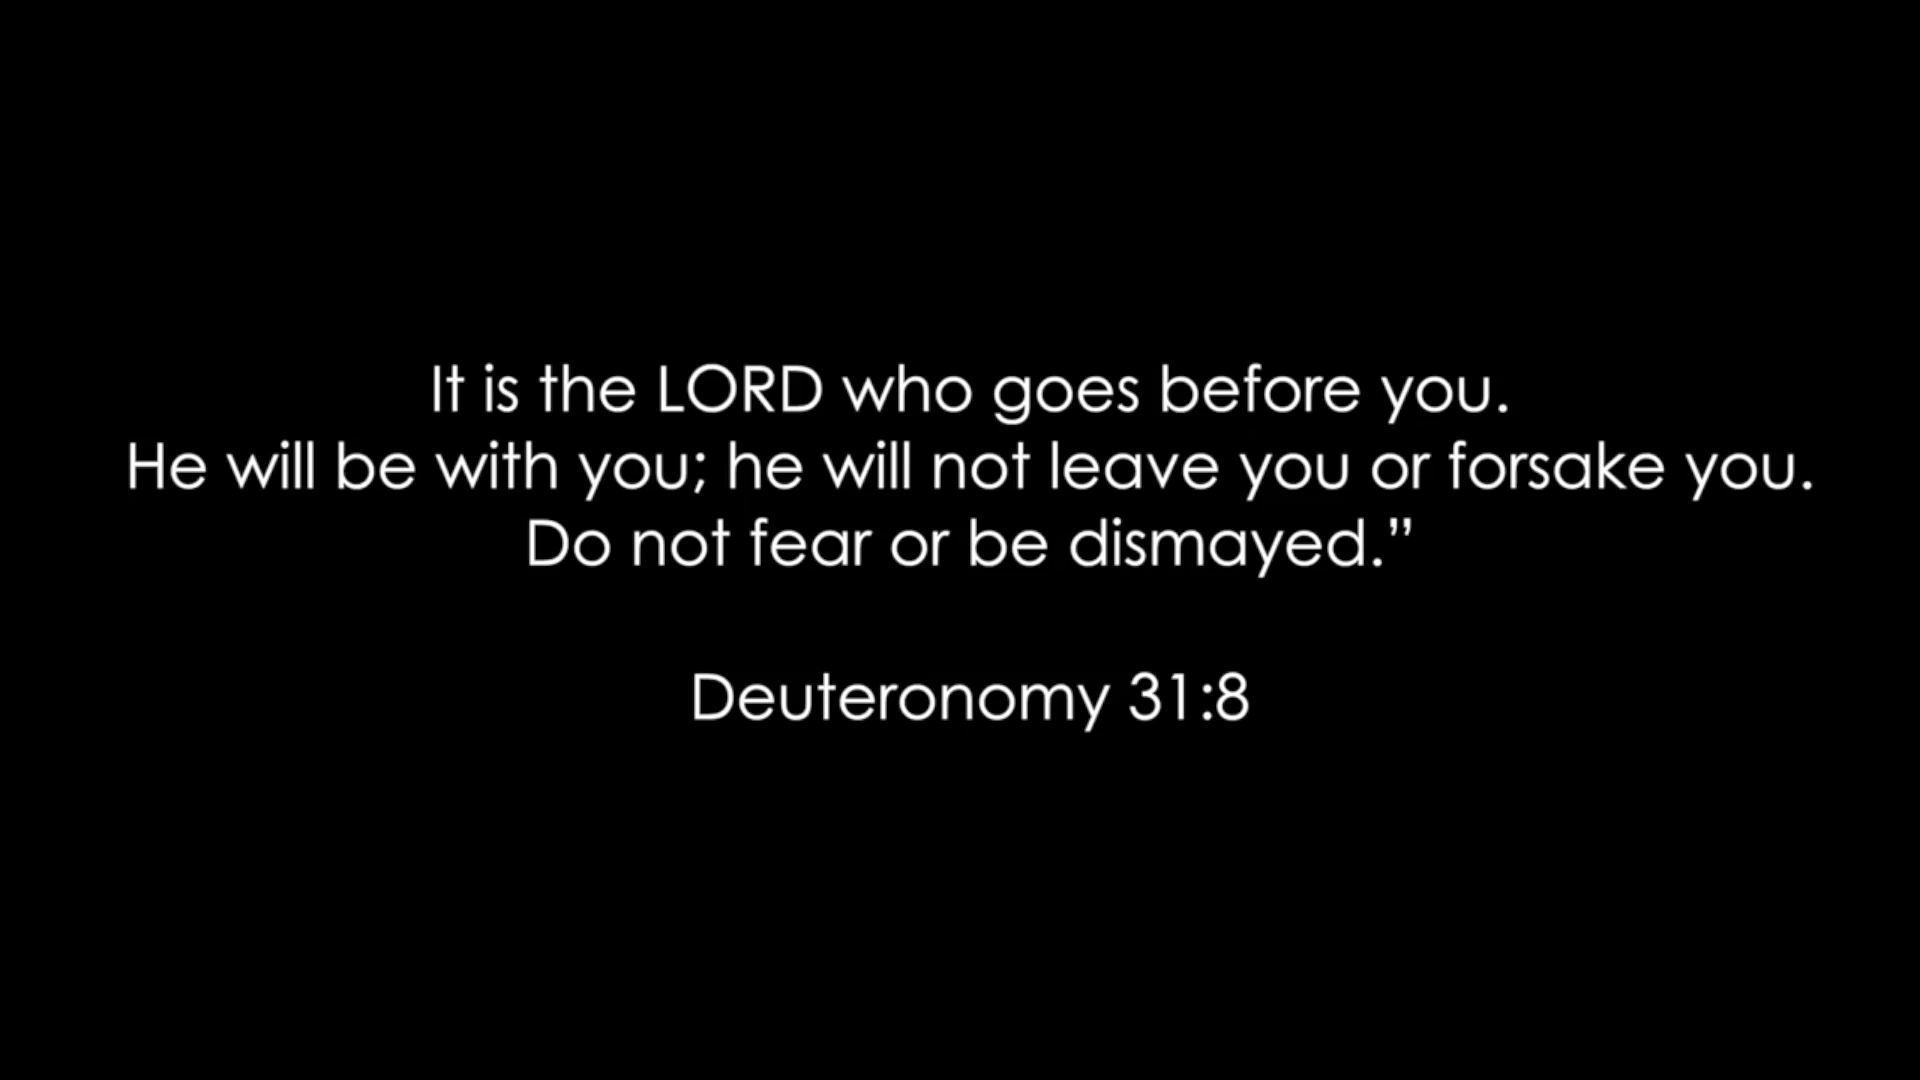 It is the LORD who goes before you.
He will be with you; he will not leave you or forsake you.
Do not fear or be dismayed.”
Deuteronomy 31:8